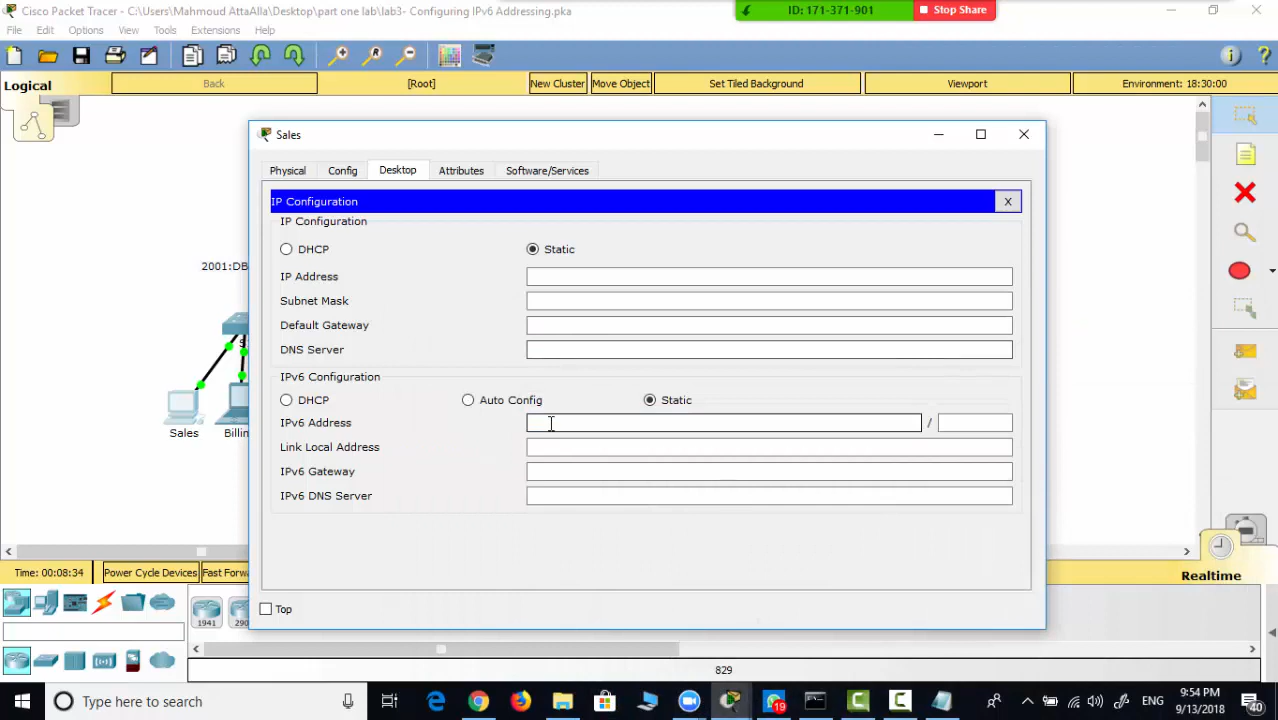 Cisco Packet Tracer - C:\Users\Mahmoud AttaAlla\Desktop\part one lab\lab3- Configuring IPv6 Addressing.pka
ID: 171-371-901
Stop Share
File Edit Options View Tools Extensions Help
Logical
Back
[Root]
New Cluster
Move Object
Set Tiled Background
Viewport
Environment: 18:30:00
Sales
Physical Config Desktop Attributes Software/Services
IP Configuration
X
IP Configuration
DHCP
Static
IP Address
Subnet Mask
Default Gateway
DNS Server
IPv6 Configuration
DHCP
Auto Config
Static
IPv6 Address
/
Link Local Address
IPv6 Gateway
IPv6 DNS Server
Top
2001:DB
Sales
Time: 00:08:34
Power Cycle Devices
Realtime
1941
829
Type here to search
19
ENG
9:54 PM
9/13/2018
40